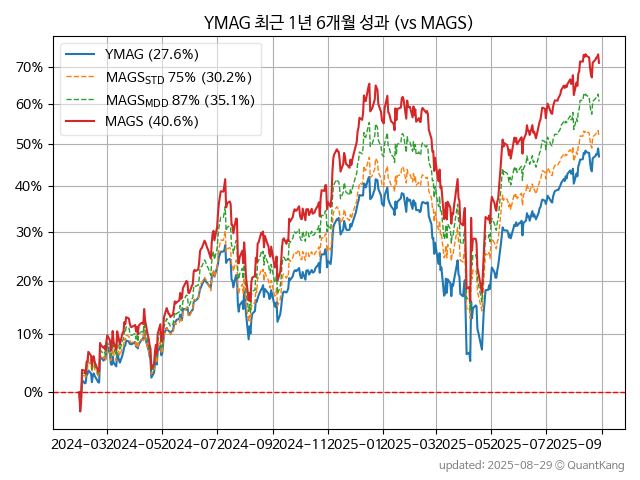 YMAG 최근 1년 6개월 성과 (vs MAGS)
YMAG (27.6%)
MAGS_STD 75% (30.2%)
MAGS_MDD 87% (35.1%)
MAGS (40.6%)
70%
60%
50%
40%
30%
20%
10%
0%
2024-03 2024-05 2024-07 2024-09 2024-11 2025-01 2025-03 2025-05 2025-07 2025-09
updated: 2025-08-29 © QuantKang